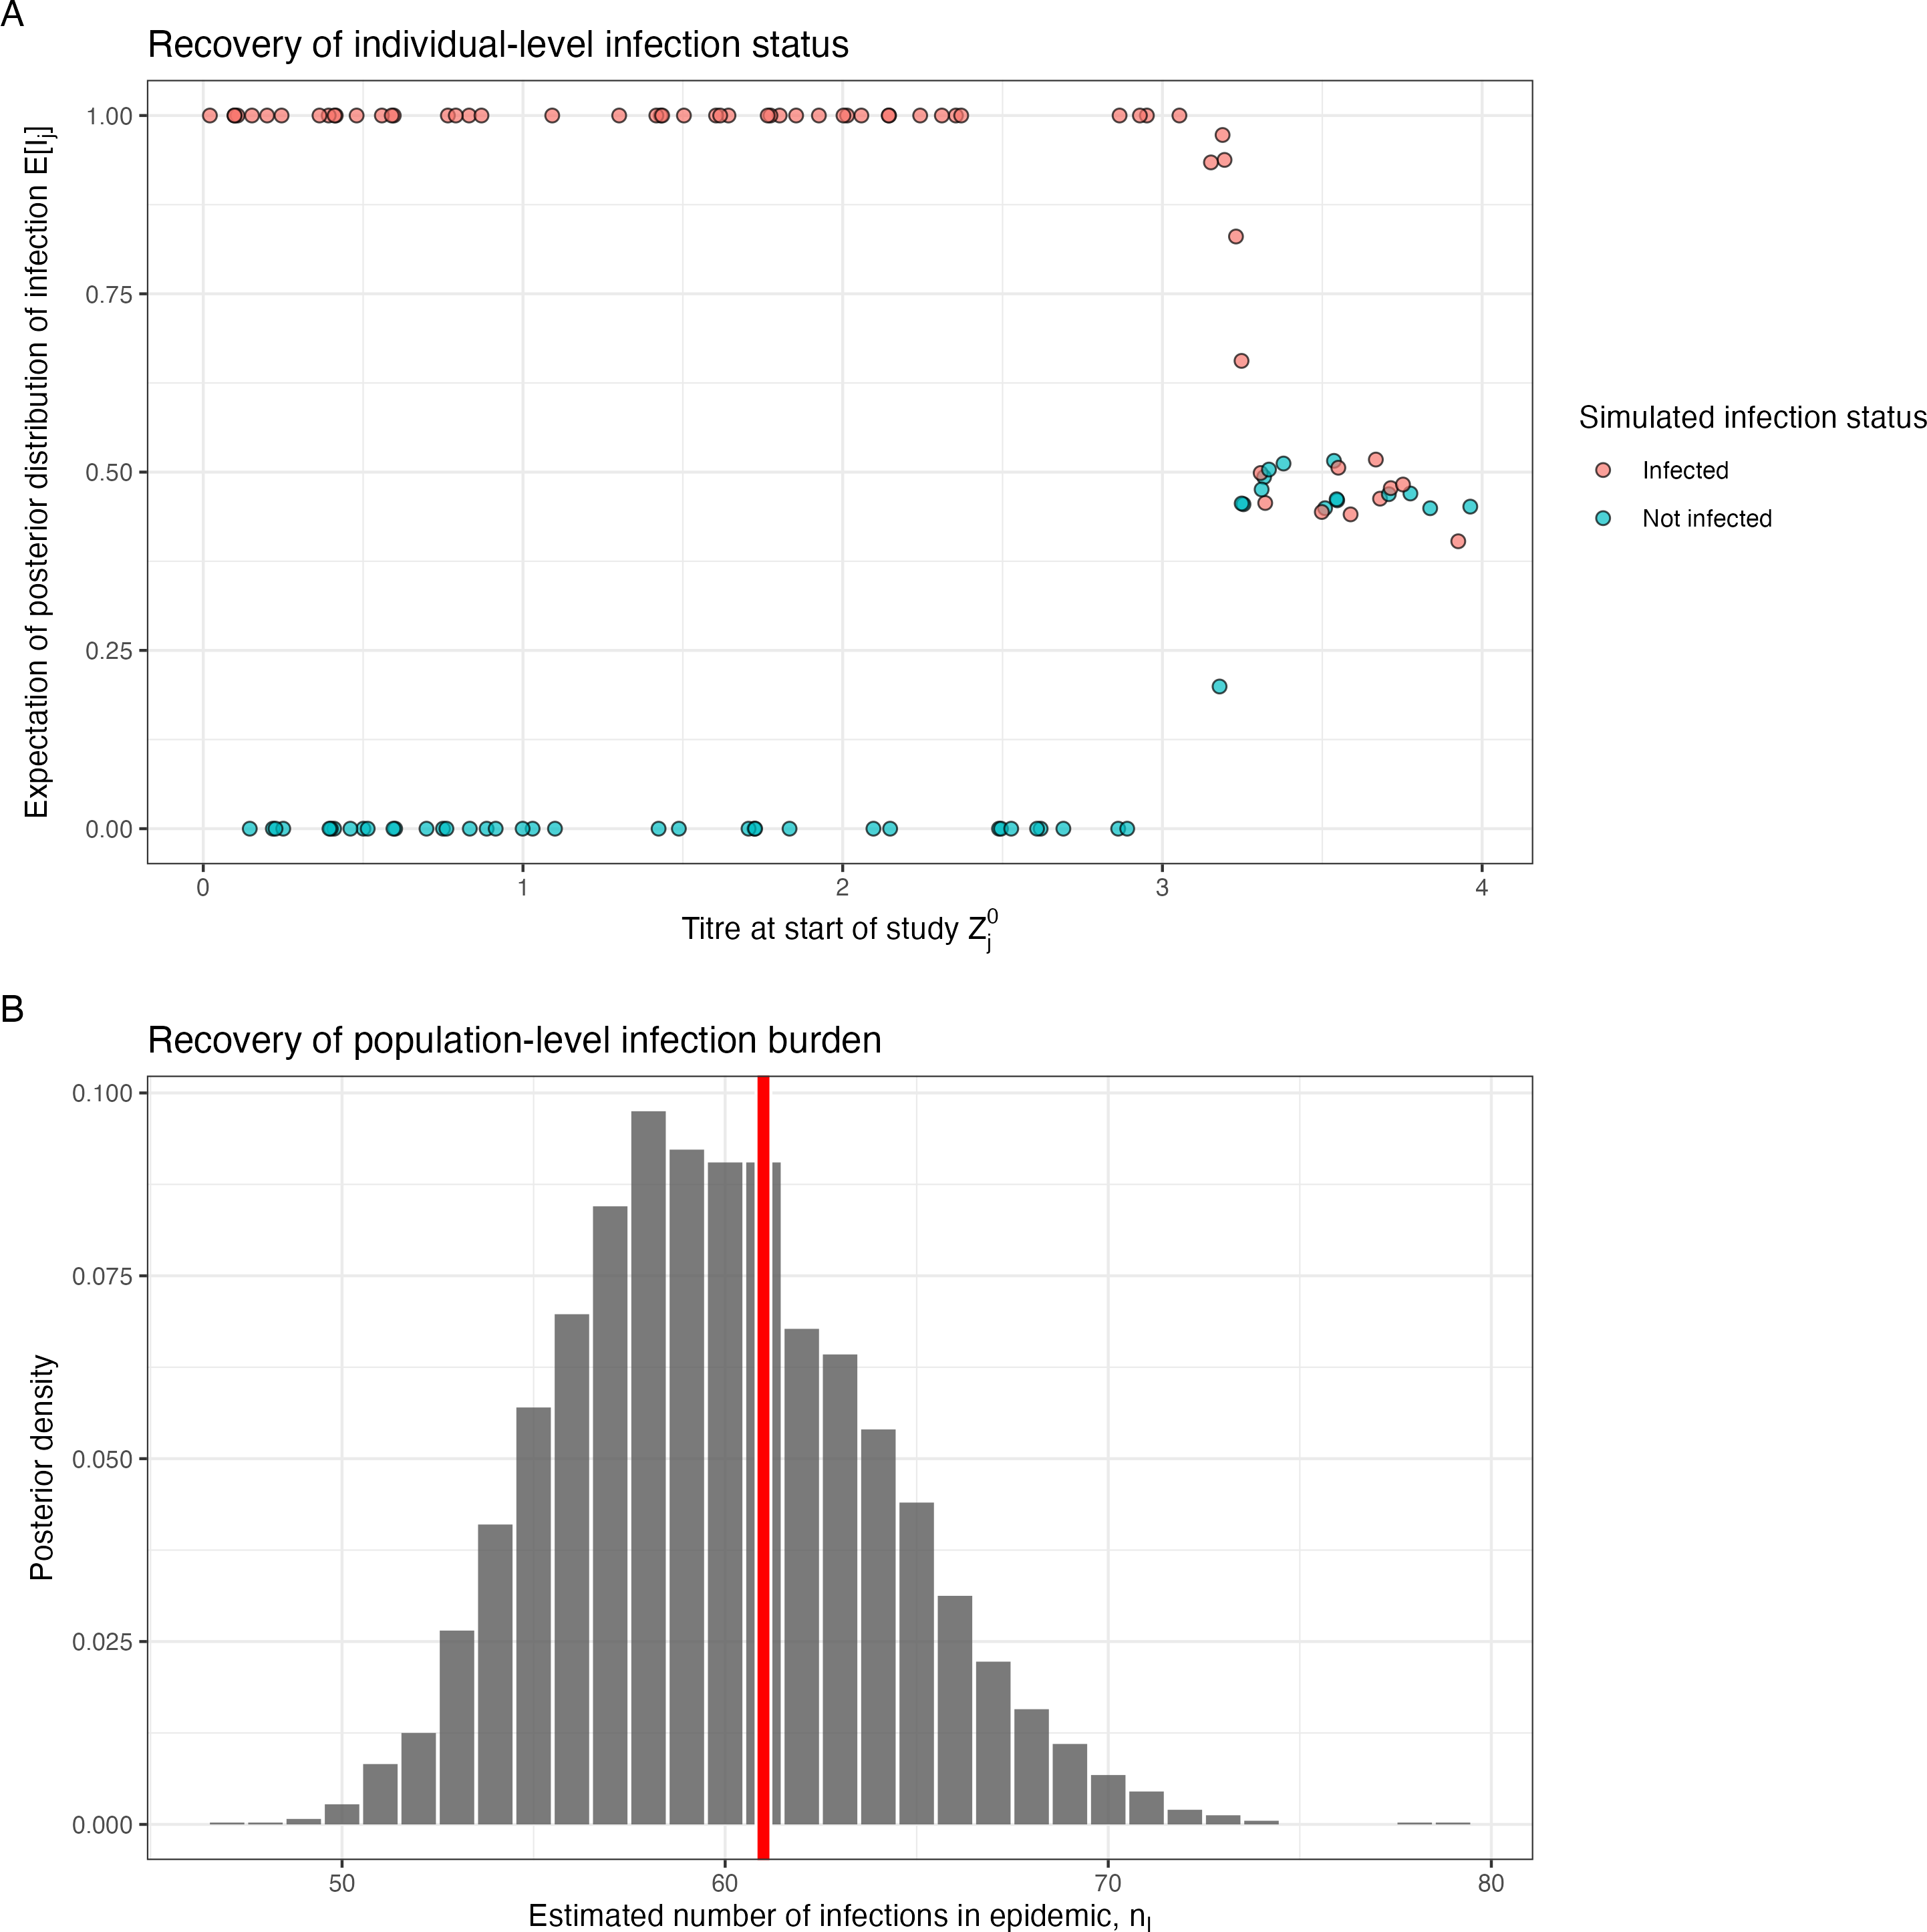 A
Recovery of individual-level infection status
Expectation of posterior distribution of infection E[Ij]
1.00
0.75
0.50
0.25
0.00
0 1 2 3 4
Titre at start of study Z0j
Simulated infection status
Infected
Not infected
B
Recovery of population-level infection burden
Posterior density
0.100
0.075
0.050
0.025
0.000
50 60 70 80
Estimated number of infections in epidemic, nI